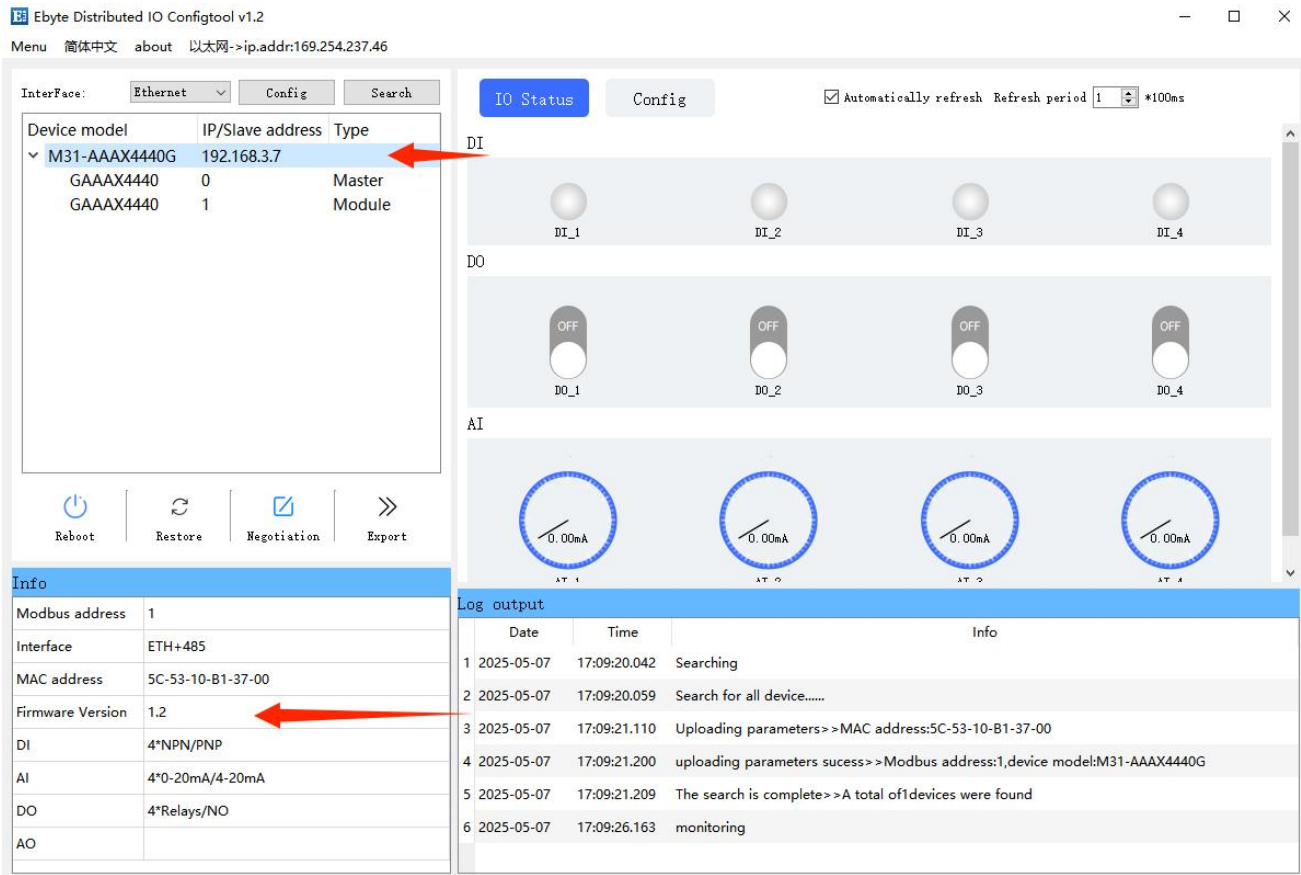 Ebyte Distributed IO Configtool v1.2
Menu 简体中文 about 以太网->ip.addr:169.254.237.46
InterFace: Ethernet Config Search
Device model IP/Slave address Type
M31-AAAX4440G 192.168.3.7
GAAAX4440 0 Master
GAAAX4440 1 Module
Reboot Restore Negotiation Export
Info
Modbus address 1
Interface ETH+485
MAC address 5C-53-10-B1-37-00
Firmware Version 1.2
DI 4*NPN/PNP
AI 4*0-20mA/4-20mA
DO 4*Relays/NO
AO
IO Status Config Automatically refresh Refresh period 1 *100ms
DI
DI_1 DI_2 DI_3 DI_4
DO
OFF OFF OFF OFF
DO_1 DO_2 DO_3 DO_4
AI
0.00mA 0.00mA 0.00mA 0.00mA
AI_1 AI_2 AI_3 AI_4
Log output
Date Time Info
1 2025-05-07 17:09:20.042 Searching
2 2025-05-07 17:09:20.059 Search for all device......
3 2025-05-07 17:09:21.110 Uploading parameters>>MAC address:5C-53-10-B1-37-00
4 2025-05-07 17:09:21.200 uploading parameters sucess>>Modbus address:1,device model:M31-AAAX4440G
5 2025-05-07 17:09:21.209 The search is complete>>A total of1devices were found
6 2025-05-07 17:09:26.163 monitoring